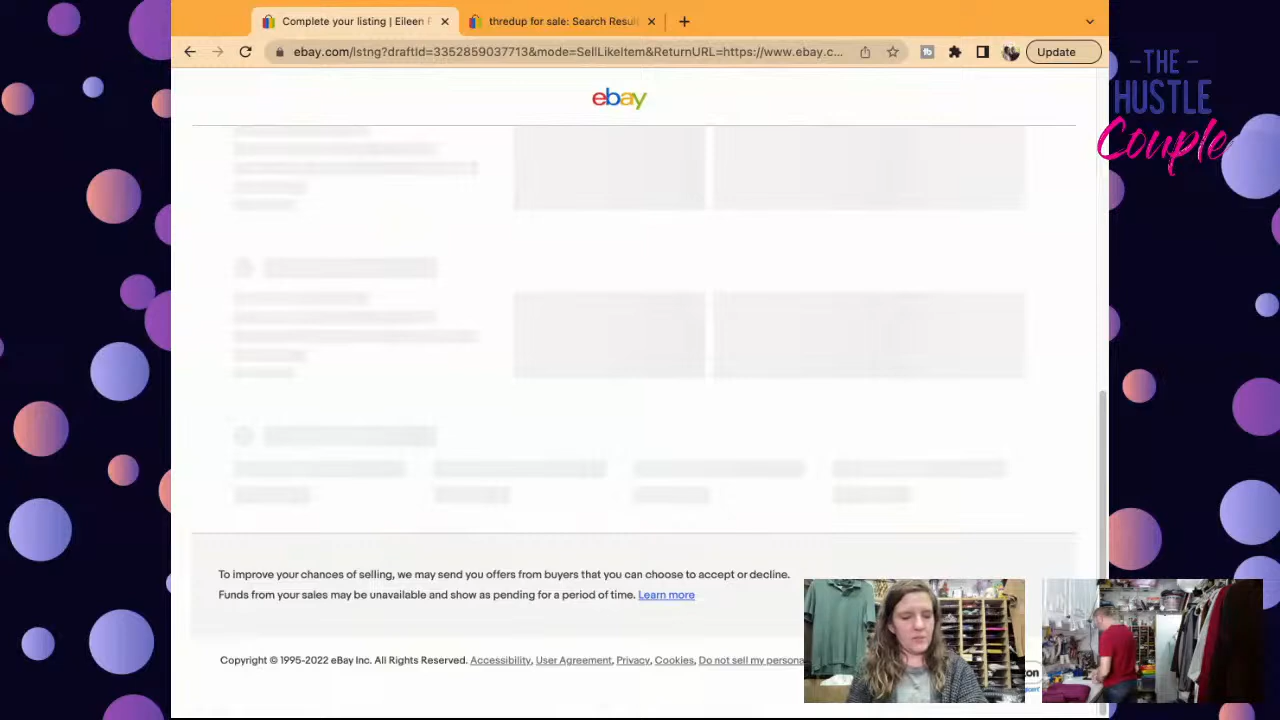 Complete your listing | Eileen F
thredup for sale: Search Resu
ebay.com/lstng?draftId=3352859037713&mode=SellLikeItem&ReturnURL=https://www.ebay.c...
Update
-THE-
HUSTLE
Couple
ebay
To improve your chances of selling, we may send you offers from buyers that you can choose to accept or decline.
Funds from your sales may be unavailable and show as pending for a period of time. Learn more
Copyright © 1995-2022 eBay Inc. All Rights Reserved. Accessibility, User Agreement, Privacy, Cookies, Do not sell my persona